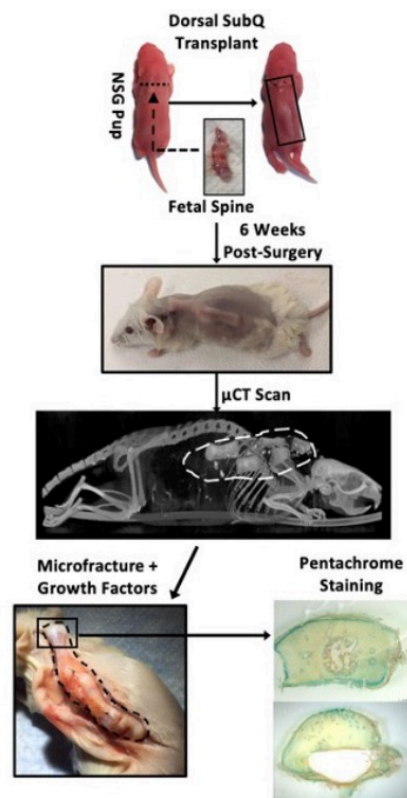 Dorsal SubQ
Transplant
NSG Pup
Fetal Spine
6 Weeks
Post-Surgery
µCT Scan
Microfracture +
Growth Factors
Pentachrome
Staining